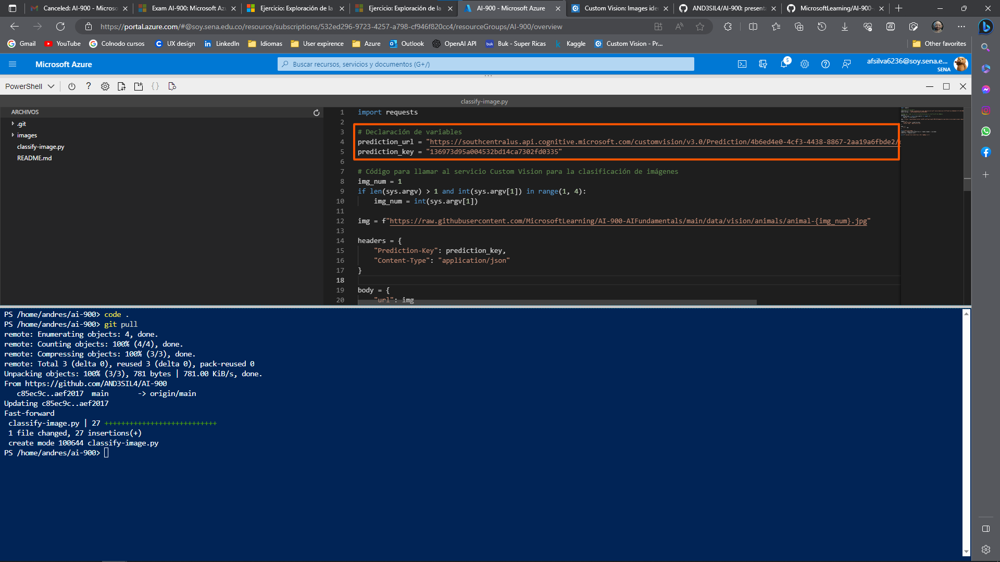 Canceled: AI-900 - Microso
Exam AI-900: Microsoft Az
Ejercicio: Exploración de la
Ejercicio: Exploración de la
AI-900 - Microsoft Azure
Custom Vision: Images ide
AND3SIL4/AI-900: present
MicrosoftLearning/AI-900-
https://portal.azure.com/#@soy.sena.edu.co/resource/subscriptions/532ed296-9723-4257-a798-cf946f820cc4/resourceGroups/AI-900/overview
Gmail
YouTube
Colnodo cursos
UX design
LinkedIn
Idiomas
User expirence
Azure
Outlook
OpenAI API
buk
Buk - Super Ricas
Kaggle
Custom Vision - Pr...
Other favorites
Microsoft Azure
Buscar recursos, servicios y documentos (G+/)
5
afsilva6236@soy.sena.e...
SENA
PowerShell
classify-image.py
ARCHIVOS
.git
images
classify-image.py
README.md
1 import requests
2
3 # Declaración de variables
4 prediction_url = "https://southcentralus.api.cognitive.microsoft.com/customvision/v3.0/Prediction/4b6ed4e0-4cf3-4438-8867-2aa19a6fbde2/
5 prediction_key = "136973d95a004532bd14ca7302fd0335"
6
7 # Código para llamar al servicio Custom Vision para la clasificación de imágenes
8 img_num = 1
9 if len(sys.argv) > 1 and int(sys.argv[1]) in range(1, 4):
10 img_num = int(sys.argv[1])
11
12 img = f"https://raw.githubusercontent.com/MicrosoftLearning/AI-900-AIFundamentals/main/data/vision/animals/animal-{img_num}.jpg"
13
14 headers = {
15 "Prediction-Key": prediction_key,
16 "Content-Type": "application/json"
17 }
18
19 body = {
20 "url": img
PS /home/andres/ai-900> code .
PS /home/andres/ai-900> git pull
remote: Enumerating objects: 4, done.
remote: Counting objects: 100% (4/4), done.
remote: Compressing objects: 100% (3/3), done.
remote: Total 3 (delta 0), reused 3 (delta 0), pack-reused 0
Unpacking objects: 100% (3/3), 781 bytes | 781.00 KiB/s, done.
From https://github.com/AND3SIL4/AI-900
c85ec9c..aef2017 main -> origin/main
Updating c85ec9c..aef2017
Fast-forward
classify-image.py | 27 +++++++++++++++++++++++++++
1 file changed, 27 insertions(+)
create mode 100644 classify-image.py
PS /home/andres/ai-900>